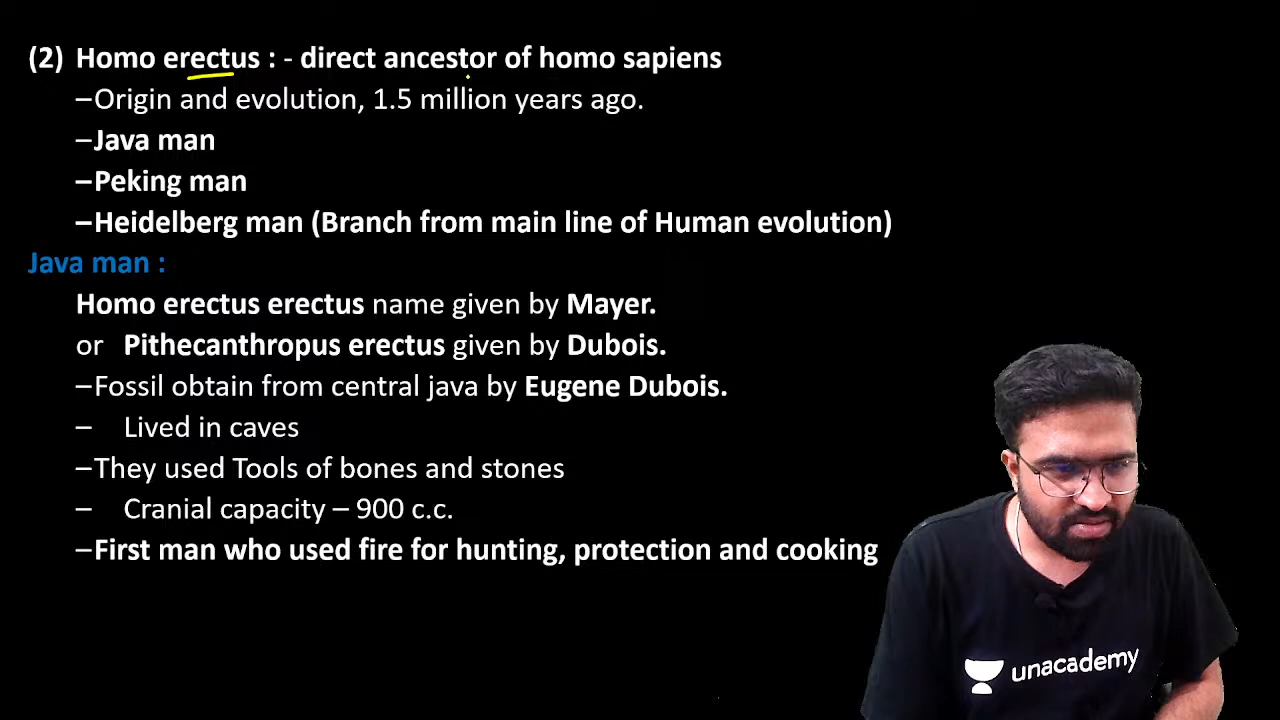 (2) Homo erectus : - direct ancestor of homo sapiens
–Origin and evolution, 1.5 million years ago.
–Java man
–Peking man
–Heidelberg man (Branch from main line of Human evolution)
Java man :
Homo erectus erectus name given by Mayer.
or Pithecanthropus erectus given by Dubois.
–Fossil obtain from central java by Eugene Dubois.
– Lived in caves
–They used Tools of bones and stones
– Cranial capacity – 900 c.c.
–First man who used fire for hunting, protection and cooking
unacademy